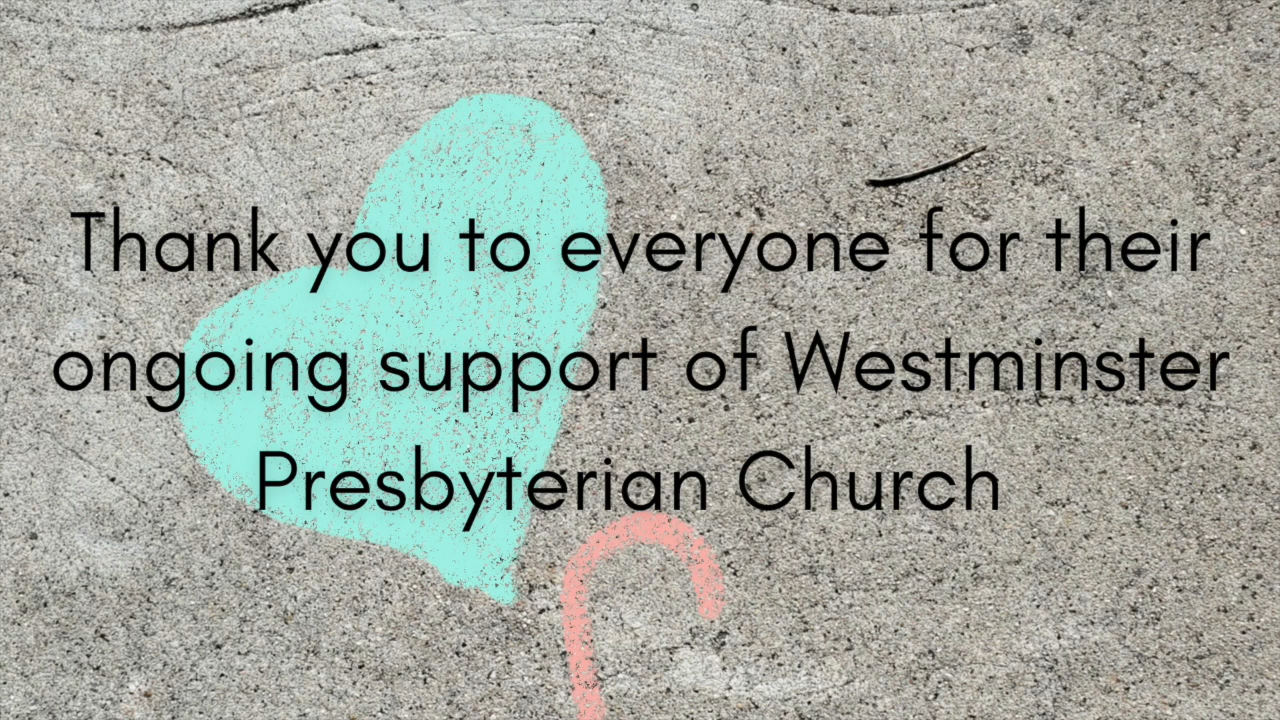 Thank you to everyone for their
ongoing support of Westminster
Presbyterian Church